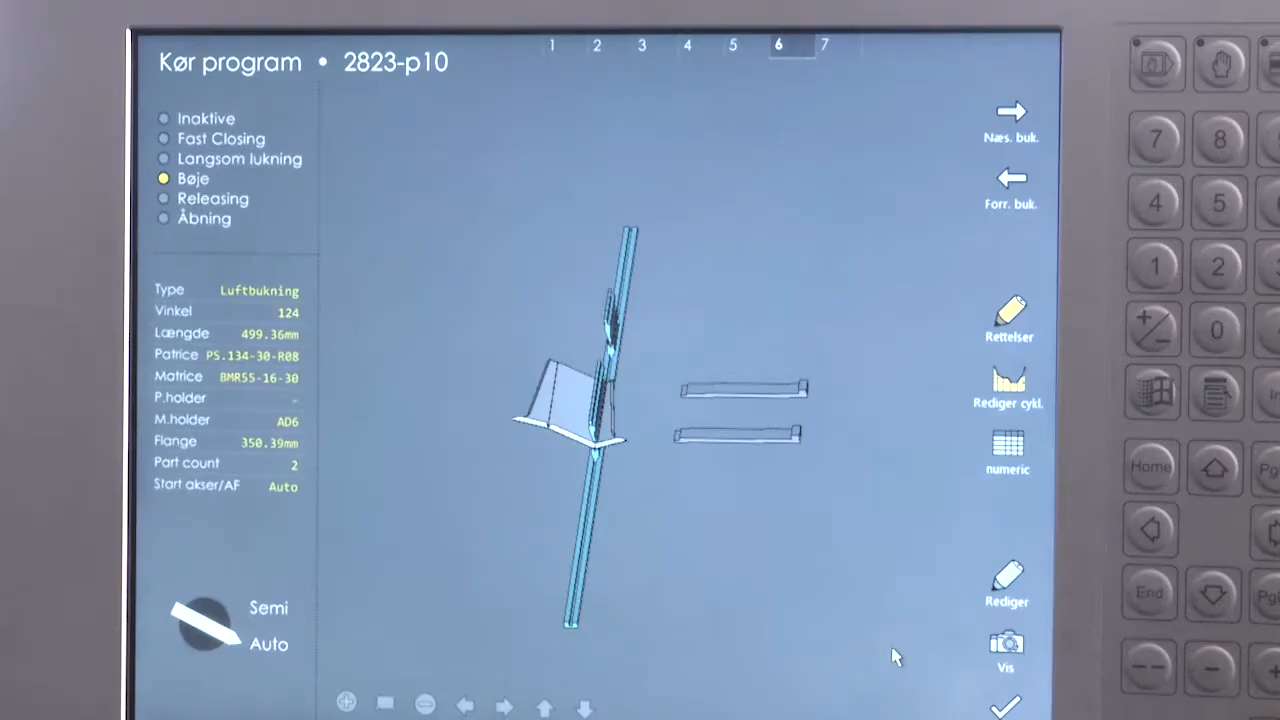 Kør program • 2823-p10
1 2 3 4 5 6 7
Inaktive
Fast Closing
Langsom lukning
Bøje
Releasing
Åbning
Type Luftbukning
Vinkel 124
Længde 499.36mm
Patrice PS.134-30-R08
Matrice BMR55-16-30
P.holder -
M.holder AD6
Flange 350.39mm
Part count 2
Start akser/AF Auto
Semi
Auto
Næs. buk.
Forr. buk.
Rettelser
Rediger cykl.
numeric
Rediger
Vis
7 8
4 5
1 2
+/- 0
Home
End
-- -